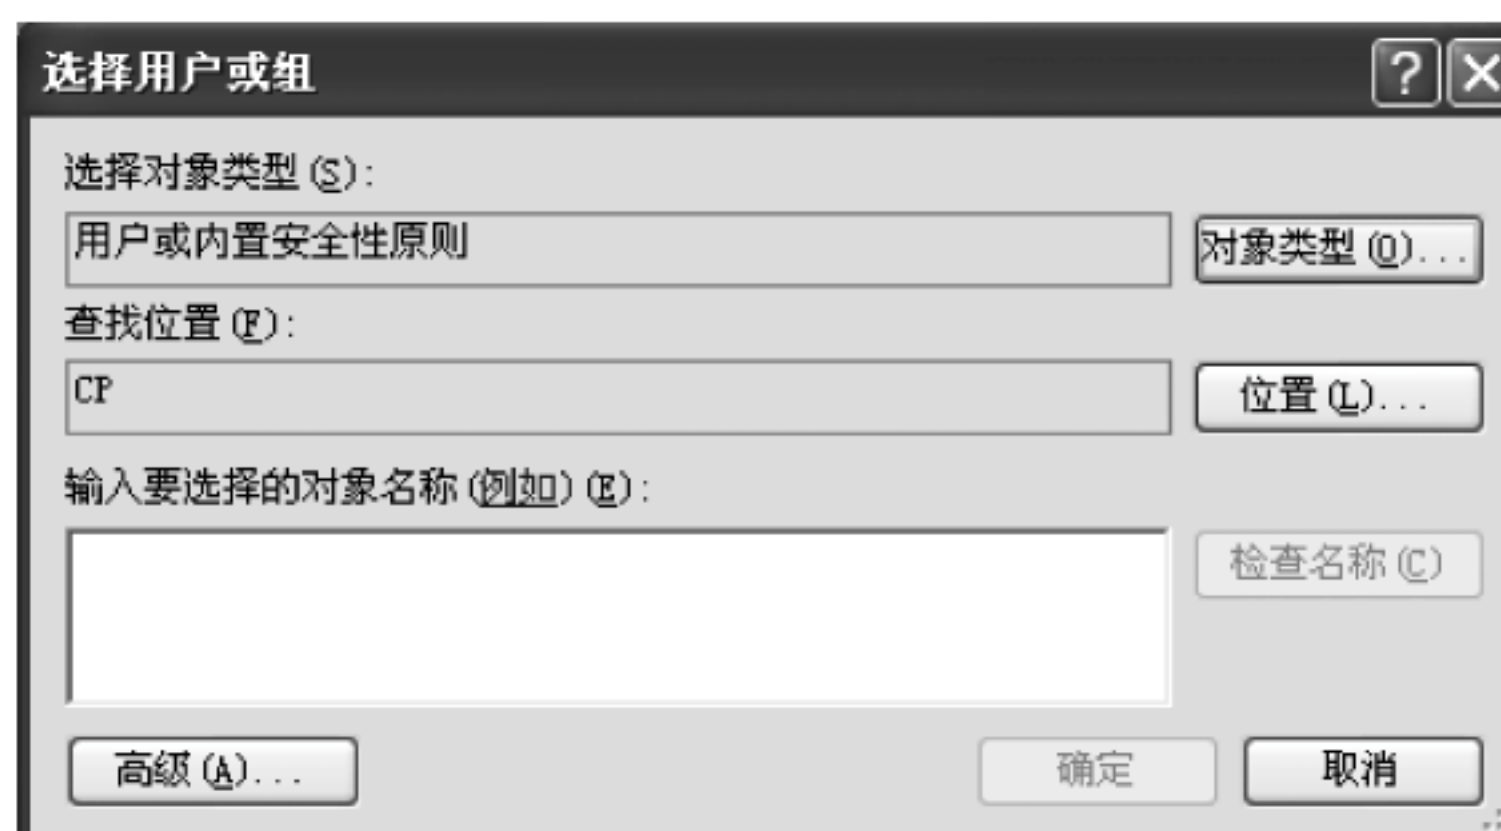 选择用户或组
选择对象类型(S):
用户或内置安全性原则
对象类型(O)...
查找位置(F):
CP
位置(L)...
输入要选择的对象名称(例如)(E):
检查名称(C)
高级(A)...
确定
取消